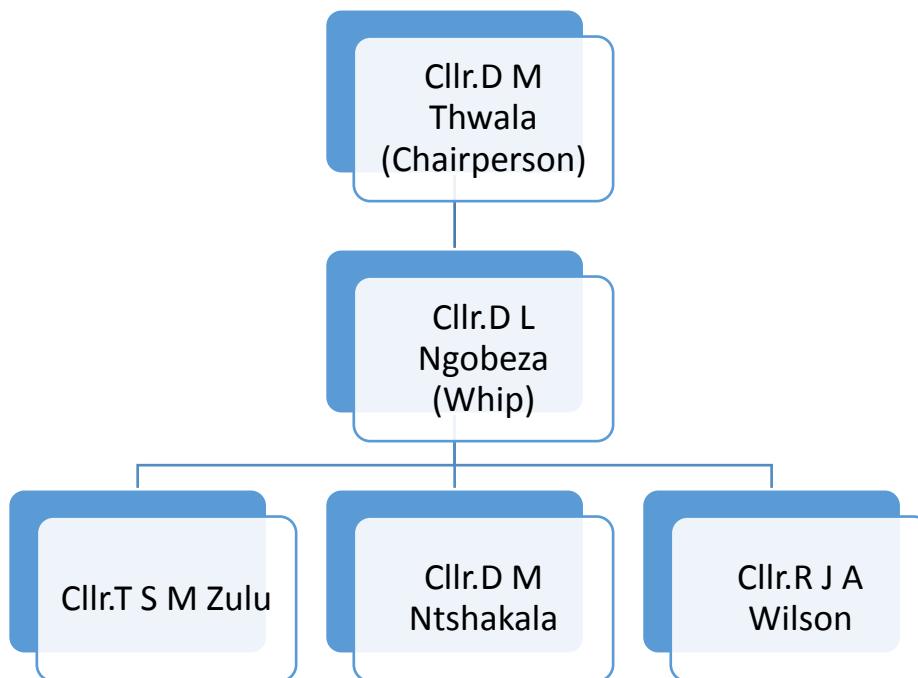 Cllr.D M
Thwala
(Chairperson)
Cllr.D L
Ngobeza
(Whip)
Cllr.T S M Zulu
Cllr.D M
Ntshakala
Cllr.R J A
Wilson